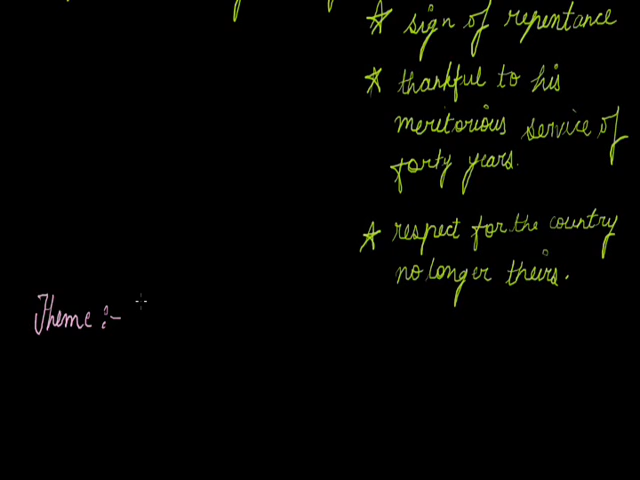 ☆ sign of repentance
☆ thankful to his
meritorious service of
forty years.
☆ respect for the country
no longer theirs.
Theme :-